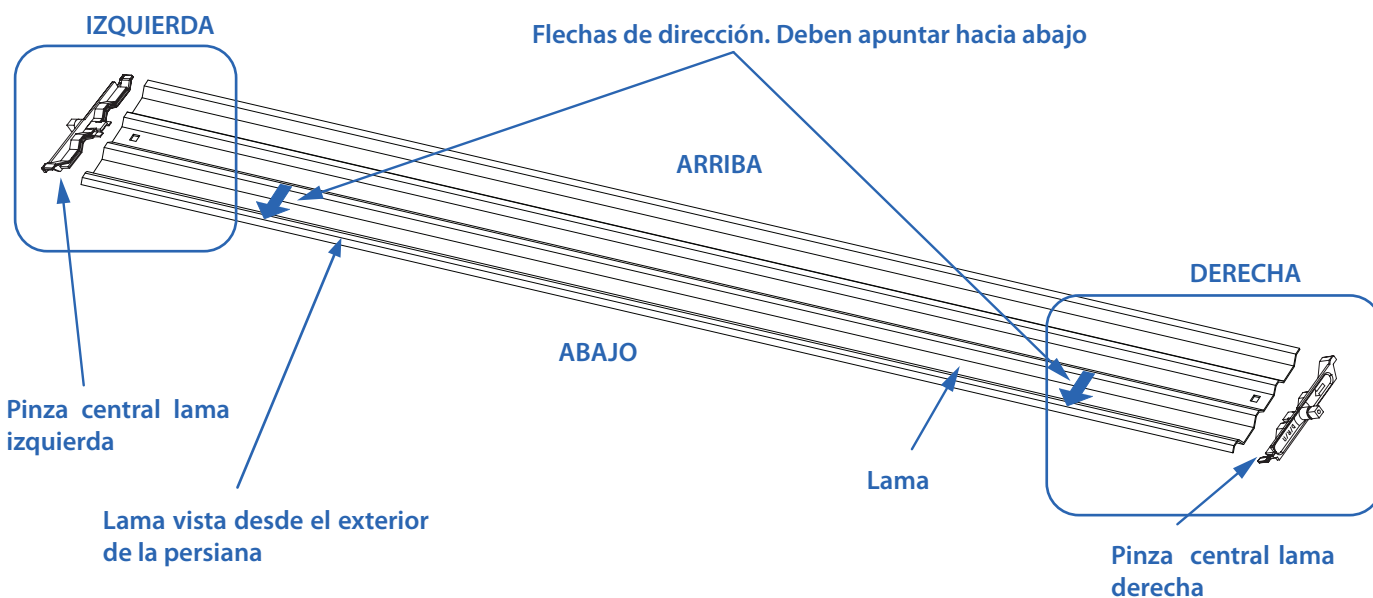 IZQUIERDA
Flechas de dirección. Deben apuntar hacia abajo
ARRIBA
DERECHA
ABAJO
Pinza central lama
izquierda
Lama
Lama vista desde el exterior
de la persiana
Pinza central lama
derecha